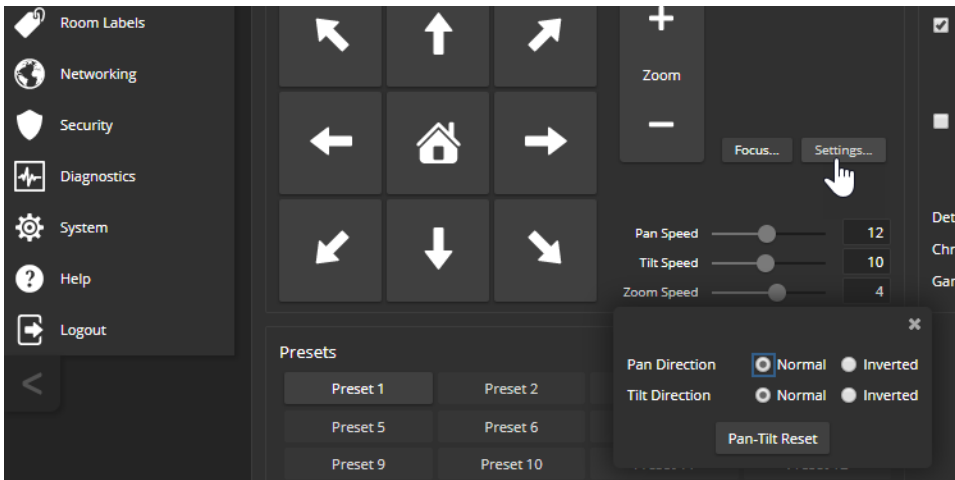 Room Labels
Networking
Security
Diagnostics
System
Help
Logout
Zoom
Focus...
Settings...
Pan Speed 12
Tilt Speed 10
Zoom Speed 4
Det
Chr
Gar
Presets
Preset 1 Preset 2
Preset 5 Preset 6
Preset 9 Preset 10
Pan Direction Normal Inverted
Tilt Direction Normal Inverted
Pan-Tilt Reset